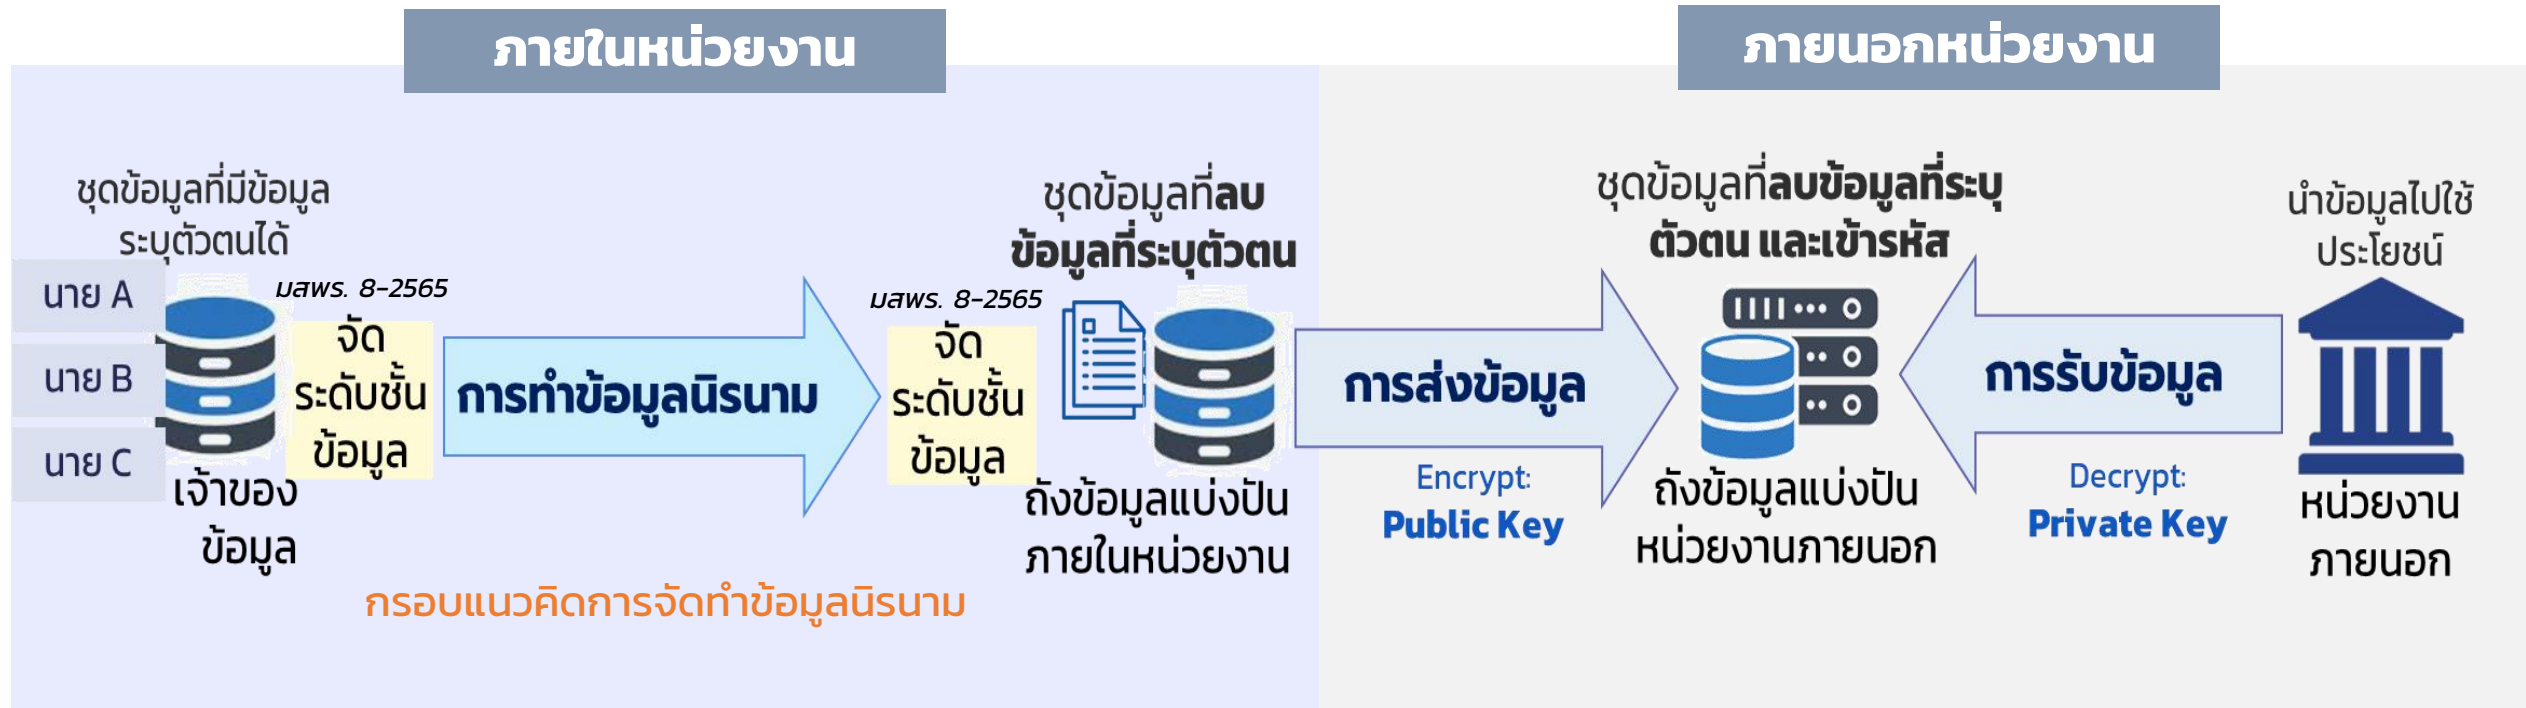 ภายในหน่วยงาน
ภายนอกหน่วยงาน
ชุดข้อมูลที่มีข้อมูล
ระบุตัวตนได้
นาย A
นาย B
นาย C
เจ้าของ
ข้อมูล
มสพร. 8-2565
จัด
ระดับชั้น
ข้อมูล
การทำข้อมูลนิรนาม
มสพร. 8-2565
จัด
ระดับชั้น
ข้อมูล
ชุดข้อมูลที่ลบ
ข้อมูลที่ระบุตัวตน
ถังข้อมูลแบ่งปัน
ภายในหน่วยงาน
กรอบแนวคิดการจัดทำข้อมูลนิรนาม
การส่งข้อมูล
Encrypt:
Public Key
ชุดข้อมูลที่ลบข้อมูลที่ระบุ
ตัวตน และเข้ารหัส
ถังข้อมูลแบ่งปัน
หน่วยงานภายนอก
การรับข้อมูล
Decrypt:
Private Key
นำข้อมูลไปใช้
ประโยชน์
หน่วยงาน
ภายนอก